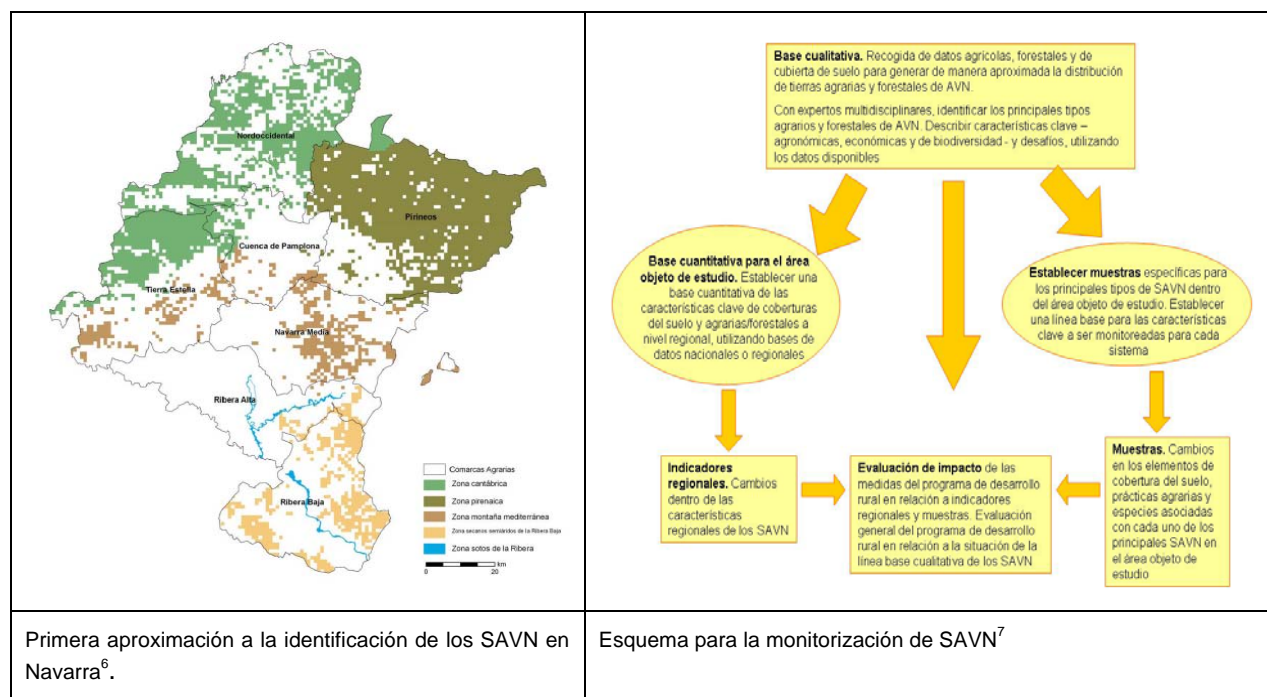 Nordoccidental
Pirineos
Cuenca de Pamplona
Tierra Estella
Navarra Media
Ribera Alta
Ribera Baja
Comarcas Agrarias
Zona cantábrica
Zona pirenaica
Zona montaña mediterránea
Zona secanos semiáridos de la Ribera Baja
Zona sotos de la Ribera
km
0 20
Base cualitativa. Recogida de datos agrícolas, forestales y de
cubierta de suelo para generar de manera aproximada la distribución
de tierras agrarias y forestales de AVN.
Con expertos multidisciplinares, identificar los principales tipos
agrarios y forestales de AVN. Describir características clave –
agronómicas, económicas y de biodiversidad - y desafíos, utilizando
los datos disponibles
Base cuantitativa para el área
objeto de estudio. Establecer una
base cuantitativa de las
características clave de coberturas
del suelo y agrarias/forestales a
nivel regional, utilizando bases de
datos nacionales o regionales
Establecer muestras específicas para
los principales tipos de SAVN dentro
del área objeto de estudio. Establecer
una línea base para las características
clave a ser monitoreadas para cada
sistema
Indicadores
regionales. Cambios
dentro de las
características
regionales de los SAVN
Evaluación de impacto de las
medidas del programa de desarrollo
rural en relación a indicadores
regionales y muestras. Evaluación
general del programa de desarrollo
rural en relación a la situación de la
línea base cualitativa de los SAVN
Muestras. Cambios
en los elementos de
cobertura del suelo,
prácticas agrarias y
especies asociadas
con cada uno de los
principales SAVN en
el área objeto de
estudio
Primera aproximación a la identificación de los SAVN en
Navarra6.
Esquema para la monitorización de SAVN7